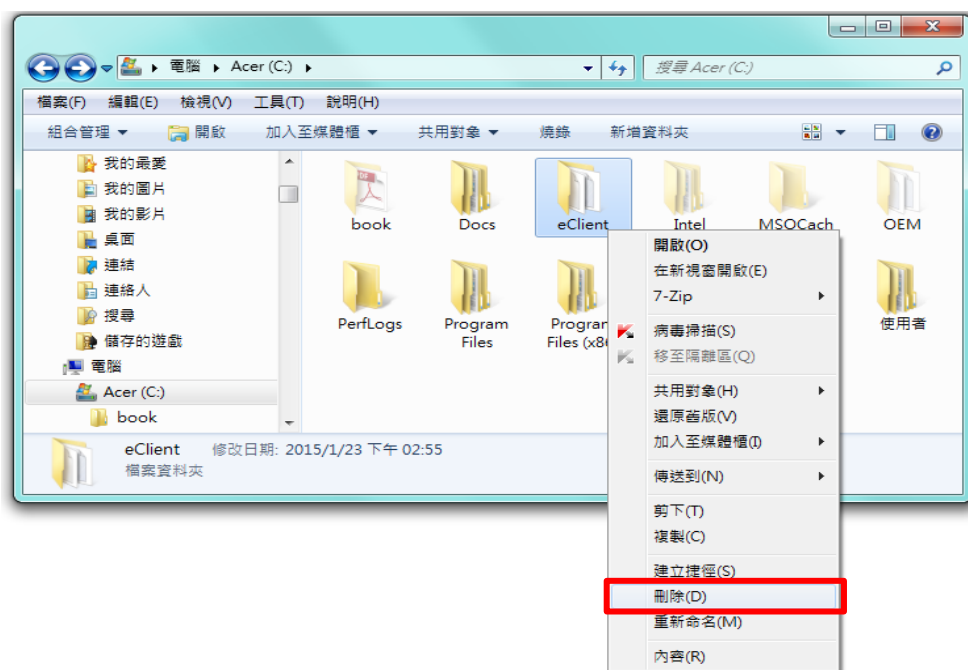 電腦 ▸ Acer (C:) ▸
搜尋 Acer (C:)
檔案(F) 編輯(E) 檢視(V) 工具(T) 說明(H)
組合管理 ▼ 開啟 加入至媒體櫃 ▼ 共用對象 ▼ 燒錄 新增資料夾
我的最愛
我的圖片
我的影片
桌面
連結
連絡人
搜尋
儲存的遊戲
電腦
Acer (C:)
book
book Docs eClient Intel MSOCach OEM
PerfLogs Program Files 使用者
eClient 修改日期: 2015/1/23 下午 02:55
檔案資料夾
開啟(O)
在新視窗開啟(E)
7-Zip
病毒掃描(S)
移至隔離區(Q)
共用對象(H)
還原舊版(V)
加入至媒體櫃(I)
傳送到(N)
剪下(T)
複製(C)
建立捷徑(S)
刪除(D)
重新命名(M)
內容(R)